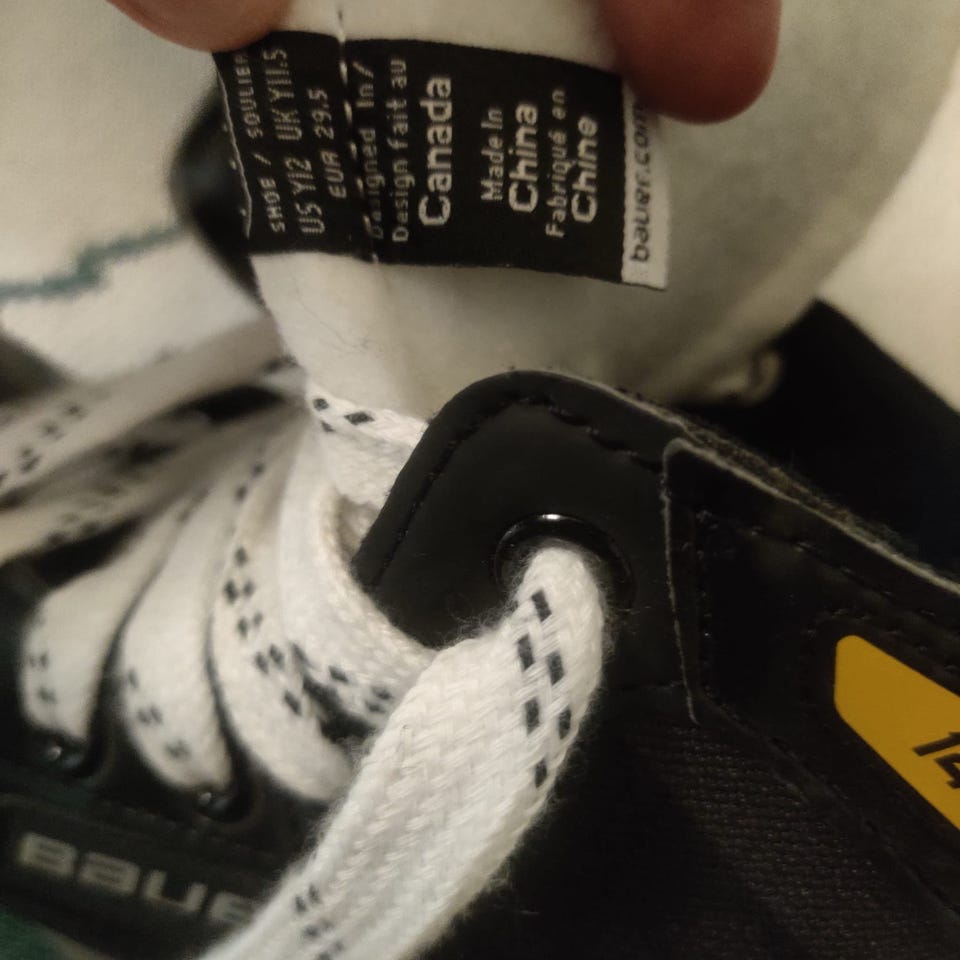 SHOE / SOULIER
US Y12 UK Y11.5
EUR 29.5
Designed In/
Design fait au
Canada
Made In
China
Fabriqué en
Chine
bauer.com
BAUE
14